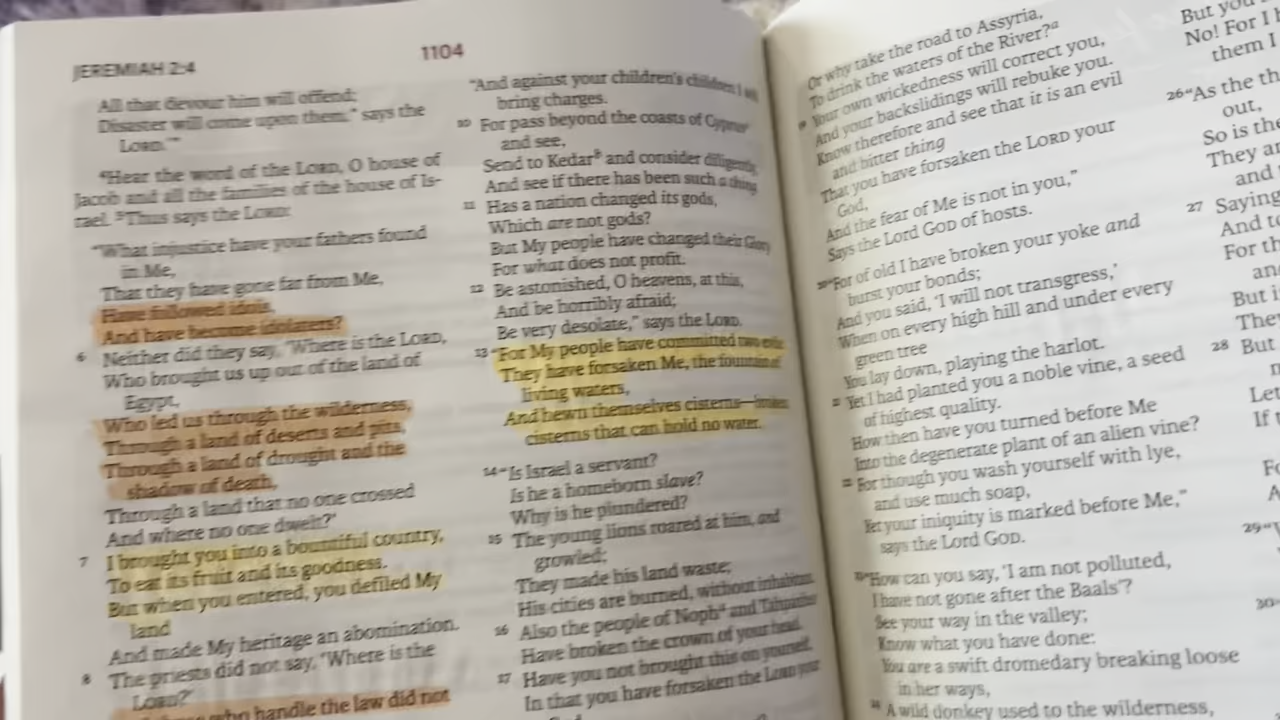 JEREMIAH 2:4
1104
All that devour him will offend;
Disaster will come upon them," says the
LORD.'"
4Hear the word of the LORD, O house of
Jacob and all the families of the house of Is-
rael. 5Thus says the LORD:
"What injustice have your fathers found
in Me,
That they have gone far from Me,
Have followed idols,
And have become idolaters?
6 Neither did they say, 'Where is the LORD,
Who brought us up out of the land of
Egypt,
Who led us through the wilderness,
Through a land of deserts and pits,
Through a land of drought and the
shadow of death,
Through a land that no one crossed
And where no one dwelt?'
7 I brought you into a bountiful country,
To eat its fruit and its goodness.
But when you entered, you defiled My
land
And made My heritage an abomination.
8 The priests did not say, 'Where is the
LORD?'
who handle the law did not
"And against your children's children I will
bring charges.
10 For pass beyond the coasts of Cyprus
and see,
Send to Kedar and consider diligently,
And see if there has been such a thing.
11 Has a nation changed its gods,
Which are not gods?
But My people have changed their Glory
For what does not profit.
12 Be astonished, O heavens, at this,
And be horribly afraid;
Be very desolate," says the LORD.
13 "For My people have committed two evils:
They have forsaken Me, the fountain of
living waters,
And hewn themselves cisterns—broken
cisterns that can hold no water.
14 "Is Israel a servant?
Is he a homeborn slave?
Why is he plundered?
15 The young lions roared at him, and
growled;
They made his land waste;
His cities are burned, without inhabitant.
16 Also the people of Noph and Tahpanhes
Have broken the crown of your head.
17 Have you not brought this on yourself,
In that you have forsaken the LORD your
God
Or why take the road to Assyria,
To drink the waters of the River?a
19 Your own wickedness will correct you,
And your backslidings will rebuke you.
Know therefore and see that it is an evil
and bitter thing
That you have forsaken the LORD your
God,
And the fear of Me is not in you,"
Says the Lord GOD of hosts.
20 "For of old I have broken your yoke and
burst your bonds;
And you said, 'I will not transgress,'
When on every high hill and under every
green tree
You lay down, playing the harlot.
21 Yet I had planted you a noble vine, a seed
of highest quality.
How then have you turned before Me
Into the degenerate plant of an alien vine?
22 For though you wash yourself with lye,
and use much soap,
Yet your iniquity is marked before Me,"
says the Lord GOD.
23 "How can you say, 'I am not polluted,
I have not gone after the Baals'?
See your way in the valley;
Know what you have done:
You are a swift dromedary breaking loose
in her ways,
24 A wild donkey used to the wilderness,
But you
No! For I
them I
26 "As the th
out,
So is the
They ar
and
27 Saying
And to
For th
an
But i
They
28 But
Let
If
Fo
A
29 "
30